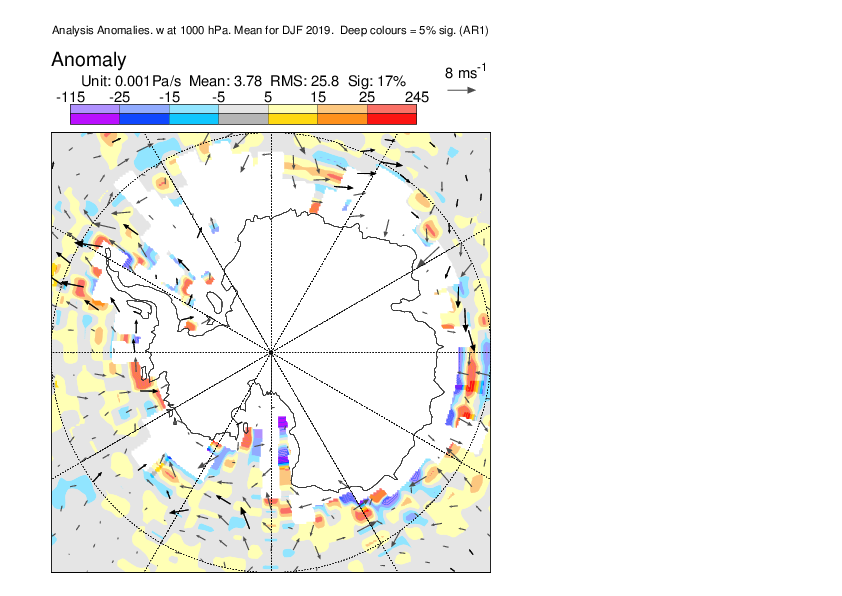 Analysis Anomalies. w at 1000 hPa. Mean for DJF 2019. Deep colours = 5% sig. (AR1)
Anomaly
8 ms-1
Unit: 0.001Pa/s Mean: 3.78 RMS: 25.8 Sig: 17%
-115 -25 -15 -5 5 15 25 245